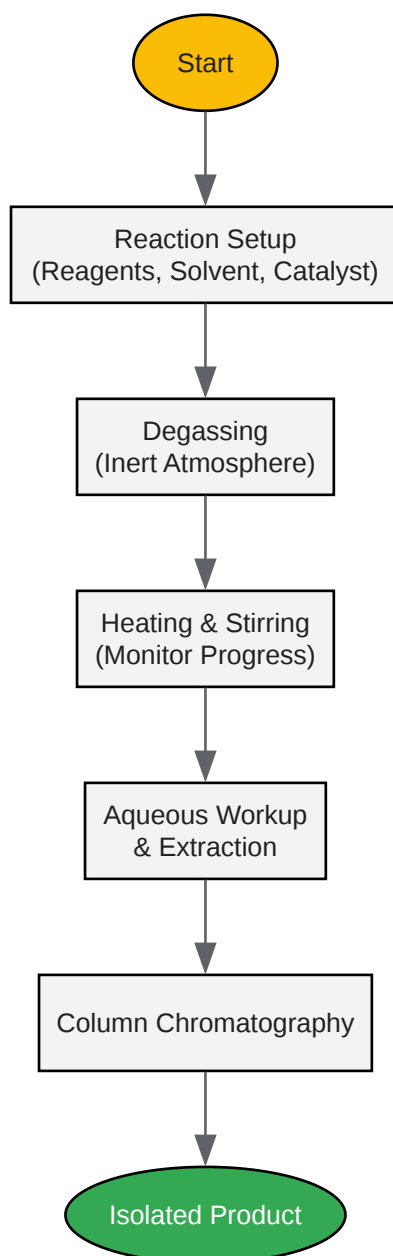 Start
Reaction Setup
(Reagents, Solvent, Catalyst)
Degassing
(Inert Atmosphere)
Heating & Stirring
(Monitor Progress)
Aqueous Workup
& Extraction
Column Chromatography
Isolated Product